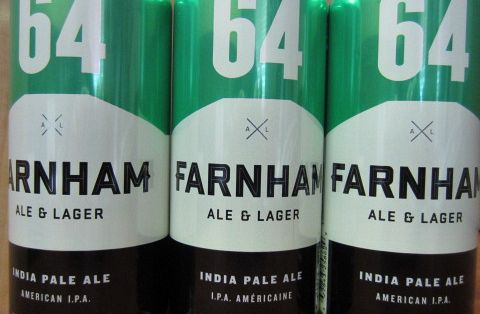 64
A L
ARNHAM
ALE & LAGER
INDIA PALE ALE
AMERICAN I.P.A.
64
A L
FARNHAM
ALE & LAGER
INDIA PALE ALE
I.P.A. AMÉRICAINE
64
A L
FARNHAM
ALE & LAGER
INDIA PALE ALE
AMERICAN I.P.A.